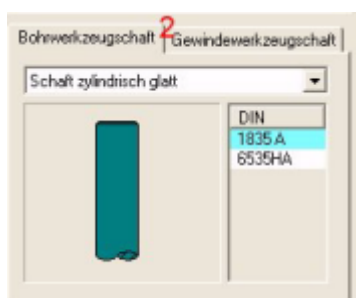 Bohrwerkzeugschaft 2 Gewindewerkzeugschaft
Schaft zylindrisch glatt
DIN
1835 A
6535HA